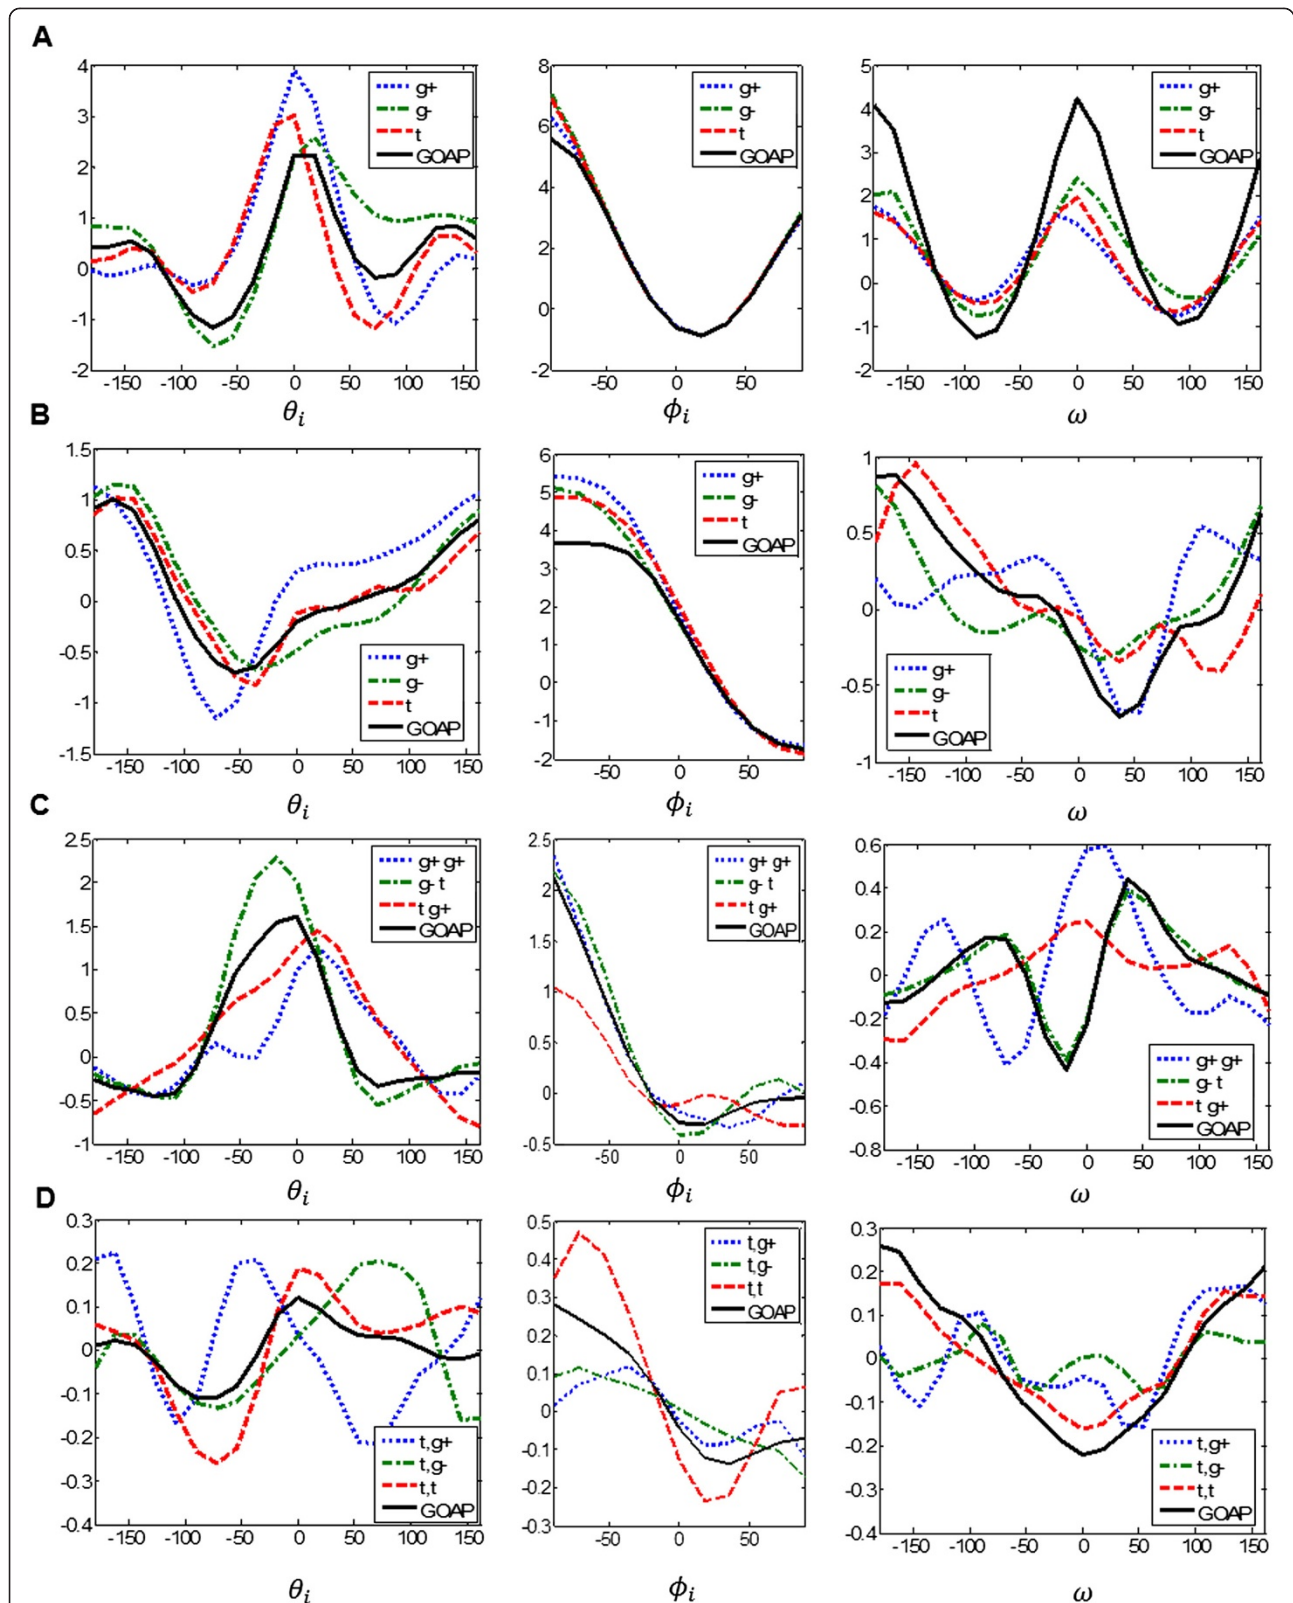 A
4
3
2
1
0
-1
-2
-150 -100 -50 0 50 100 150
θi
g+
g-
t
GOAP
8
6
4
2
0
-2
-50 0 50
ϕi
g+
g-
t
GOAP
5
4
3
2
1
0
-1
-2
-150 -100 -50 0 50 100 150
ω
g+
g-
t
GOAP
B
1.5
1
0.5
0
-0.5
-1
-1.5
-150 -100 -50 0 50 100 150
θi
g+
g-
t
GOAP
6
5
4
3
2
1
0
-1
-2
-50 0 50
ϕi
g+
g-
t
GOAP
1
0.5
0
-0.5
-1
-150 -100 -50 0 50 100 150
ω
g+
g-
t
GOAP
C
2.5
2
1.5
1
0.5
0
-0.5
-1
-150 -100 -50 0 50 100 150
θi
g+ g+
g- t
t g+
GOAP
2.5
2
1.5
1
0.5
0
-0.5
-50 0 50
ϕi
g+ g+
g- t
t g+
GOAP
0.6
0.4
0.2
0
-0.2
-0.4
-0.6
-0.8
-150 -100 -50 0 50 100 150
ω
g+ g+
g- t
t g+
GOAP
D
0.3
0.2
0.1
0
-0.1
-0.2
-0.3
-0.4
-150 -100 -50 0 50 100 150
θi
t,g+
t,g-
t,t
GOAP
0.5
0.4
0.3
0.2
0.1
0
-0.1
-0.2
-0.3
-50 0 50
ϕi
t,g+
t,g-
t,t
GOAP
0.3
0.2
0.1
0
-0.1
-0.2
-0.3
-0.4
-150 -100 -50 0 50 100 150
ω
t,g+
t,g-
t,t
GOAP